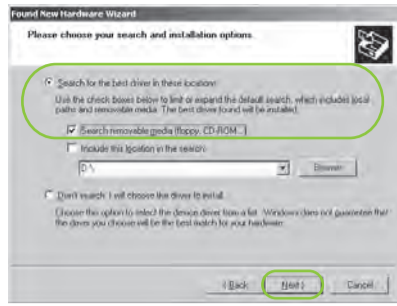 Found New Hardware Wizard
Please choose your search and installation options.
Search for the best driver in these locations.
Use the check boxes below to limit or expand the default search, which includes local
paths and removable media. The best driver found will be installed.
Search removable media (floppy, CD-ROM...)
Include this location in the search:
D:\
Browse
Don't search. I will choose the driver to install.
Choose this option to select the device driver from a list. Windows does not guarantee that
the driver you choose will be the best match for your hardware.
< Back
Next >
Cancel